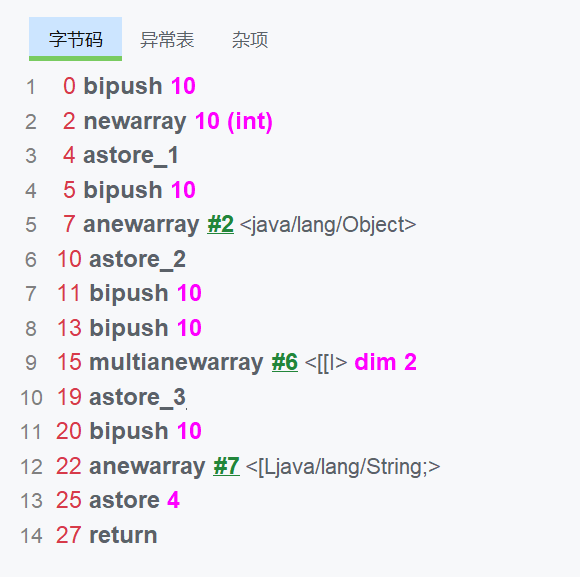 字节码 异常表 杂项
1 0 bipush 10
2 2 newarray 10 (int)
3 4 astore_1
4 5 bipush 10
5 7 anewarray #2 <java/lang/Object>
6 10 astore_2
7 11 bipush 10
8 13 bipush 10
9 15 multianewarray #6 <[[I> dim 2
10 19 astore_3
11 20 bipush 10
12 22 anewarray #7 <[Ljava/lang/String;>
13 25 astore 4
14 27 return